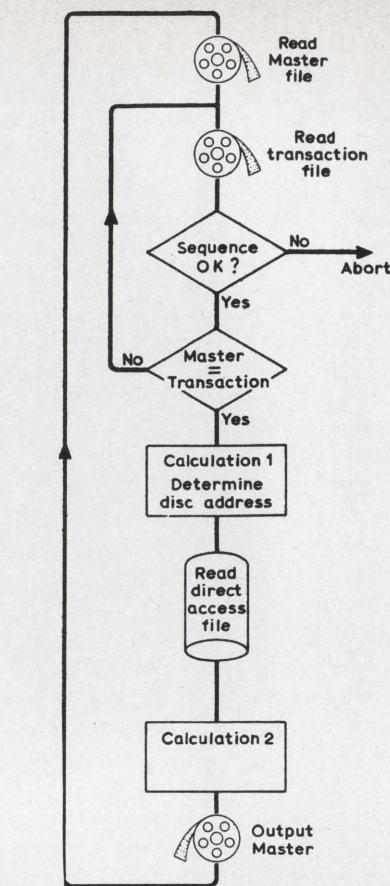 Read
Master
file
Read
transaction
file
Sequence
OK?
No
Abort
Yes
Master
=
Transaction
No
Yes
Calculation 1
Determine
disc address
Read
direct
access
file
Calculation 2
Output
Master